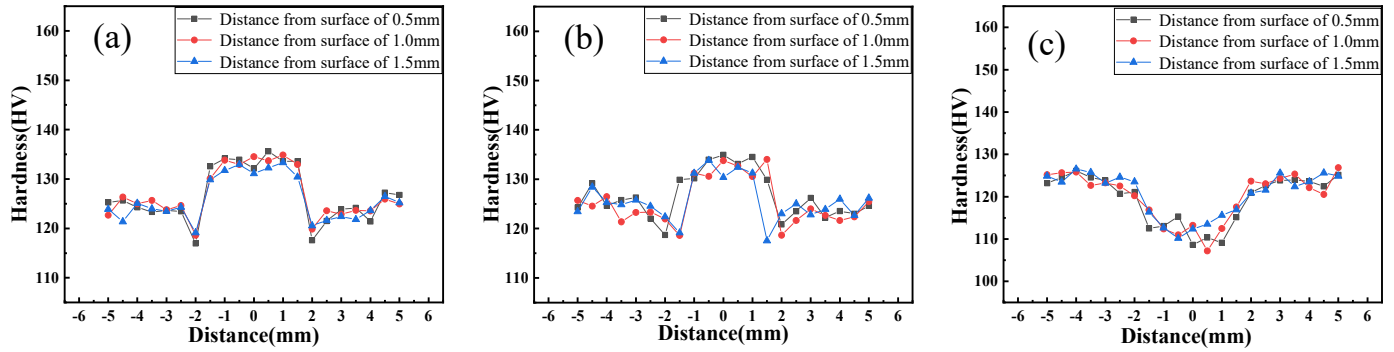 (a)
Distance from surface of 0.5mm
Distance from surface of 1.0mm
Distance from surface of 1.5mm
Hardness(HV)
160
150
140
130
120
110
-6 -5 -4 -3 -2 -1 0 1 2 3 4 5 6
Distance(mm)
(b)
Distance from surface of 0.5mm
Distance from surface of 1.0mm
Distance from surface of 1.5mm
Hardness(HV)
160
150
140
130
120
110
-6 -5 -4 -3 -2 -1 0 1 2 3 4 5 6
Distance(mm)
(c)
Distance from surface of 0.5mm
Distance from surface of 1.0mm
Distance from surface of 1.5mm
Hardness(HV)
160
150
140
130
120
110
100
-6 -5 -4 -3 -2 -1 0 1 2 3 4 5 6
Distance(mm)